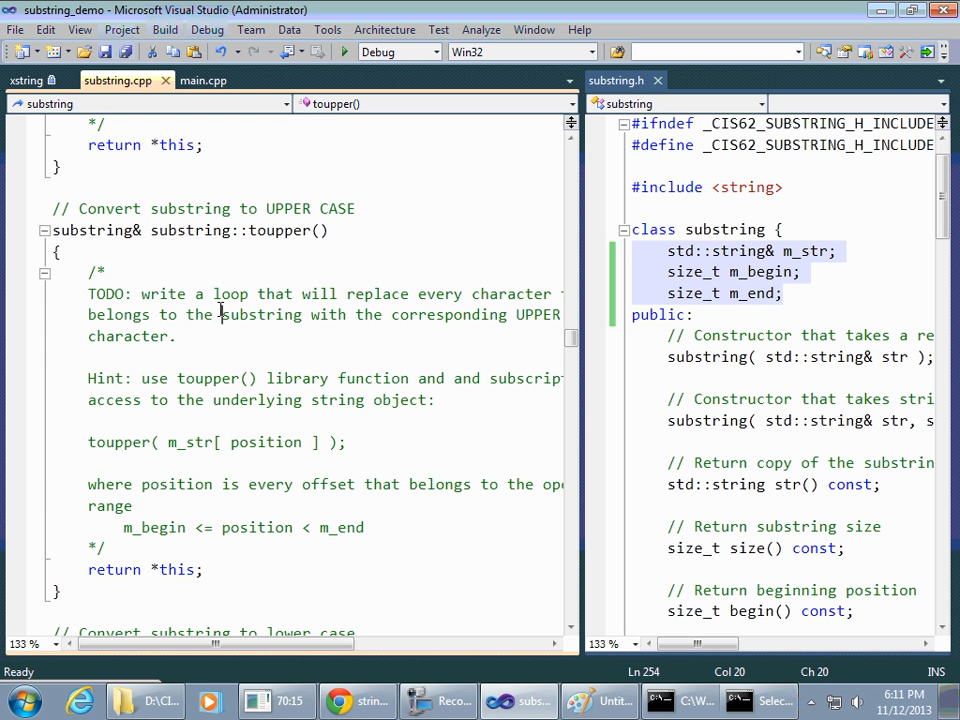 substring_demo - Microsoft Visual Studio (Administrator)
File Edit View Project Build Debug Team Data Tools Architecture Test Analyze Window Help
Debug Win32
xstring substring.cpp main.cpp
substring toupper()
*/
return *this;
}
// Convert substring to UPPER CASE
substring& substring::toupper()
{
/*
TODO: write a loop that will replace every character
belongs to the substring with the corresponding UPPER
character.
Hint: use toupper() library function and and subscrip
access to the underlying string object:
toupper( m_str[ position ] );
where position is every offset that belongs to the op
range
m_begin <= position < m_end
*/
return *this;
}
// Convert substring to lower case
133 %
substring.h
substring
#ifndef _CIS62_SUBSTRING_H_INCLUDE
#define _CIS62_SUBSTRING_H_INCLUDE
#include <string>
class substring {
std::string& m_str;
size_t m_begin;
size_t m_end;
public:
// Constructor that takes a re
substring( std::string& str );
// Constructor that takes stri
substring( std::string& str, s
// Return copy of the substrin
std::string str() const;
// Return substring size
size_t size() const;
// Return beginning position
size_t begin() const;
133 %
Ready Ln 254 Col 20 Ch 20 INS
D:\CI... 70:15 strin... Reco... subs... Untit... C:\W... Selec...
6:11 PM
11/12/2013